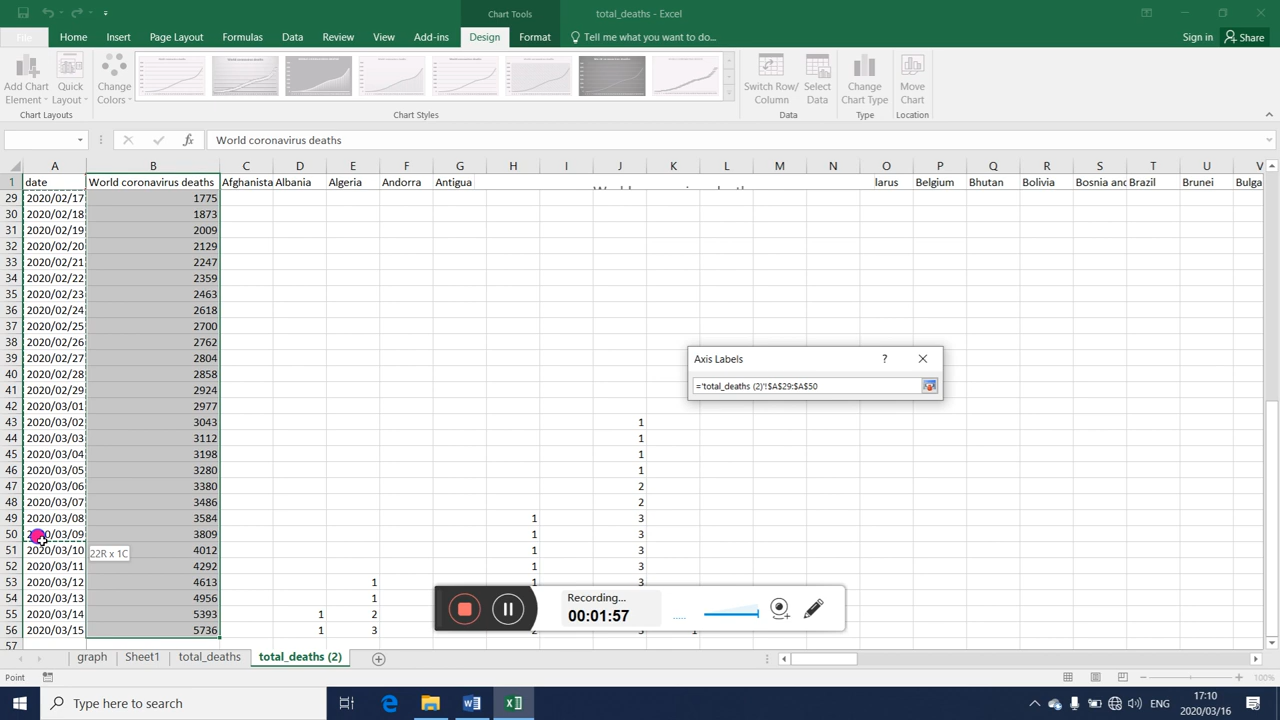 Chart Tools
total_deaths - Excel
File Home Insert Page Layout Formulas Data Review View Add-ins Design Format Tell me what you want to do... Sign in Share
Add Chart Element
Quick Layout
Change Colors
Switch Row/ Column
Select Data
Change Chart Type
Move Chart
Chart Layouts
Chart Styles
Data
Type
Location
fx World coronavirus deaths
A B C D E F G H I J K L M N O P Q R S T U V
1 date World coronavirus deaths Afghanista Albania Algeria Andorra Antigua larus Belgium Bhutan Bolivia Bosnia and Brazil Brunei Bulga
29 2020/02/17 1775
30 2020/02/18 1873
31 2020/02/19 2009
32 2020/02/20 2129
33 2020/02/21 2247
34 2020/02/22 2359
35 2020/02/23 2463
36 2020/02/24 2618
37 2020/02/25 2700
38 2020/02/26 2762
39 2020/02/27 2804
40 2020/02/28 2858
41 2020/02/29 2924
42 2020/03/01 2977
43 2020/03/02 3043 1
44 2020/03/03 3112 1
45 2020/03/04 3198 1
46 2020/03/05 3280 1
47 2020/03/06 3380 2
48 2020/03/07 3486 2
49 2020/03/08 3584 1 3
50 2020/03/09 3809 1 3
51 2020/03/10 4012 1 3
52 2020/03/11 4292 1 3
53 2020/03/12 4613 1 1 3
54 2020/03/13 4956 1
55 2020/03/14 5393 1 2
56 2020/03/15 5736 1 3
57
22R x 1C
Axis Labels ?
='total_deaths (2)'!$A$29:$A$50
Recording...
00:01:57
graph Sheet1 total_deaths total_deaths (2)
Point 100%
Type here to search
ENG
17:10
2020/03/16